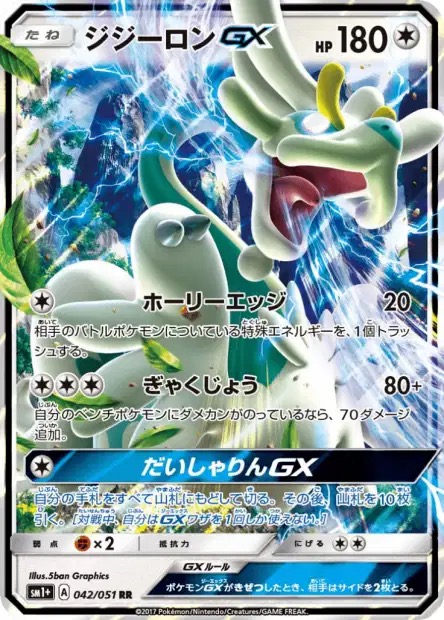 たね
ジジーロンGX
HP 180
ホーリーエッジ 20
相手のバトルポケモンについている特殊エネルギーを、1個トラッ
シュする。
ぎゃくじょう 80+
自分のベンチポケモンにダメカンがのっているなら、70ダメージ
追加。
だいしゃりんGX
自分の手札をすべて山札にもどして切る。その後、山札を10枚
引く。[対戦中、自分はGXワザを1回しか使えない。]
弱点 ×2 抵抗力 にげる
Illus.5ban Graphics
GXルール
ポケモンGXがきぜつしたとき、相手はサイドを2枚とる。
SM1+ A 042/051 RR
©2017 Pokémon/Nintendo/Creatures/GAME FREAK.